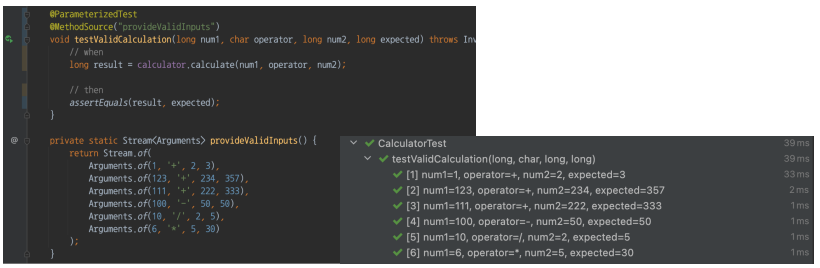 @ParameterizedTest
@MethodSource("provideValidInputs")
void testValidCalculation(long num1, char operator, long num2, long expected) throws Inv
// when
long result = calculator.calculate(num1, operator, num2);
// then
assertEquals(result, expected);
}
private static Stream<Arguments> provideValidInputs() {
return Stream.of(
Arguments.of(1, '+', 2, 3),
Arguments.of(123, '+', 234, 357),
Arguments.of(111, '+', 222, 333),
Arguments.of(100, '-', 50, 50),
Arguments.of(10, '/', 2, 5),
Arguments.of(6, '*', 5, 30)
);
}
CalculatorTest 39 ms
testValidCalculation(long, char, long, long) 39 ms
[1] num1=1, operator=+, num2=2, expected=3 33 ms
[2] num1=123, operator=+, num2=234, expected=357 2 ms
[3] num1=111, operator=+, num2=222, expected=333 1 ms
[4] num1=100, operator=-, num2=50, expected=50 1 ms
[5] num1=10, operator=/, num2=2, expected=5 1 ms
[6] num1=6, operator=*, num2=5, expected=30 1 ms